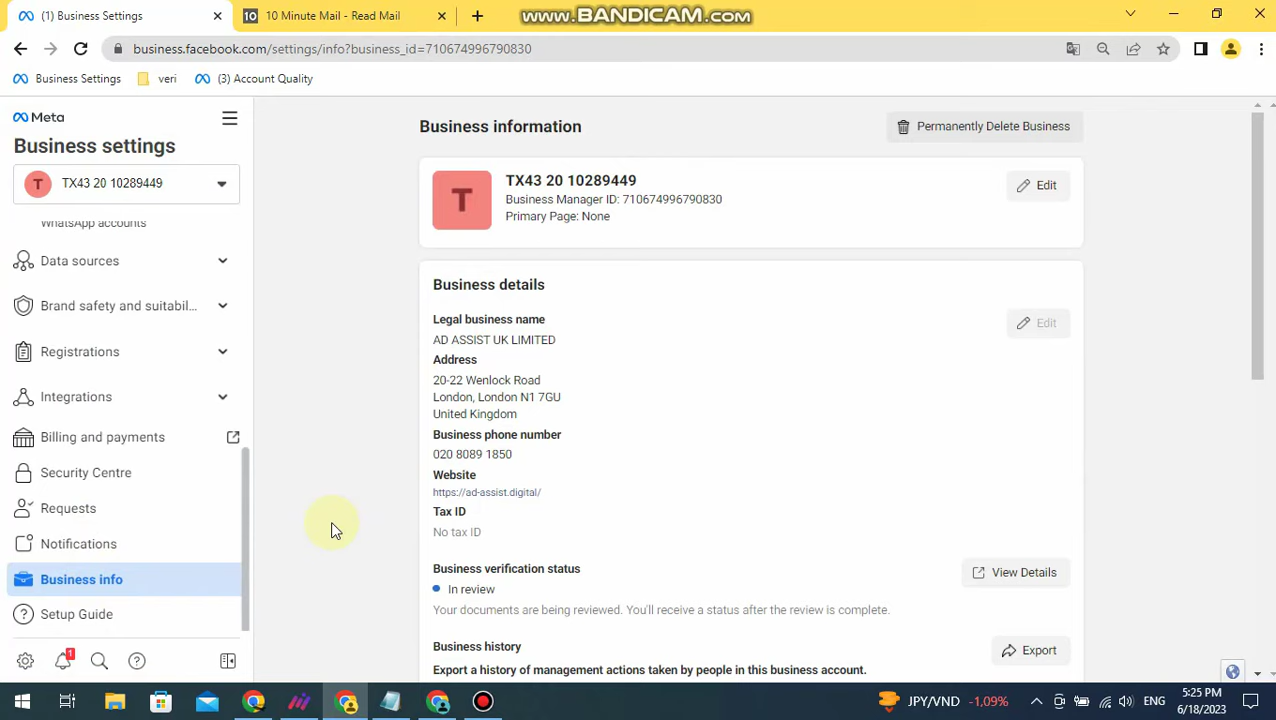 (1) Business Settings
10 10 Minute Mail - Read Mail
www.BANDICAM.com
business.facebook.com/settings/info?business_id=710674996790830
Business Settings
veri
(3) Account Quality
Meta
Business settings
T TX43 20 10289449
WhatsApp accounts
Data sources
Brand safety and suitabil...
Registrations
Integrations
Billing and payments
Security Centre
Requests
Notifications
Business info
Setup Guide
1
Business information
Permanently Delete Business
T
TX43 20 10289449
Business Manager ID: 710674996790830
Primary Page: None
Edit
Business details
Legal business name
Edit
AD ASSIST UK LIMITED
Address
20-22 Wenlock Road
London, London N1 7GU
United Kingdom
Business phone number
020 8089 1850
Website
https://ad-assist.digital/
Tax ID
No tax ID
Business verification status
View Details
In review
Your documents are being reviewed. You'll receive a status after the review is complete.
Business history
Export
Export a history of management actions taken by people in this business account.
JPY/VND -1,09%
ENG
5:25 PM
6/18/2023